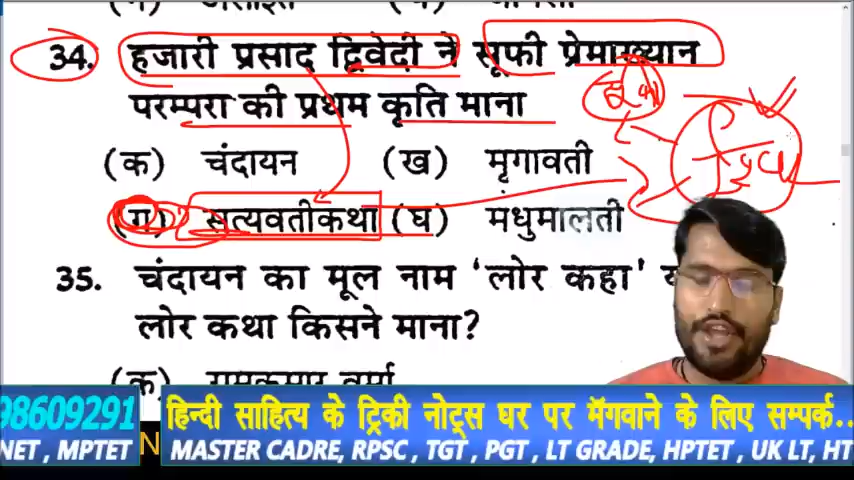 34. हजारी प्रसाद द्विवेदी ने सूफी प्रेमाख्यान
परम्परा की प्रथम कृति माना
(क) चंदायन (ख) मृगावती
(ग) सत्यवतीकथा (घ) मधुमालती
35. चंदायन का मूल नाम 'लोर कहा'
लोर कथा किसने माना?
(क)
98609291 हिन्दी साहित्य के ट्रिकी नोट्स घर पर मॅगवाने के लिए सम्पर्क..
NET , MPTET N MASTER CADRE, RPSC , TGT , PGT , LT GRADE, HPTET , UK LT, HT